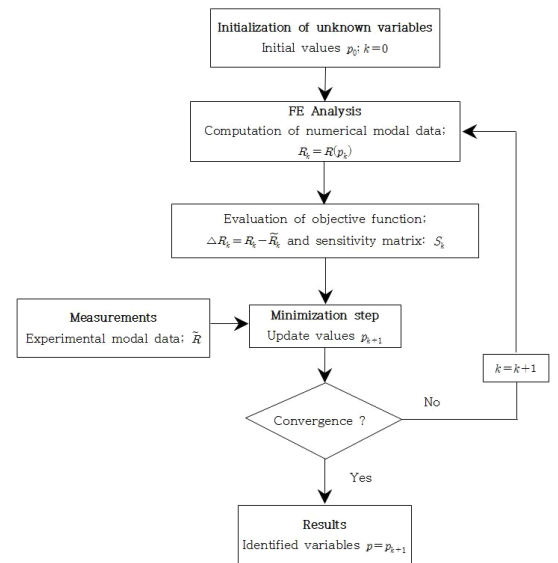 Initialization of unknown variables
Initial values p₀; k=0
FE Analysis
Computation of numerical modal data;
Rₖ=R(pₖ)
Evaluation of objective function;
△Rₖ=Rₖ−R̃ₖ and sensitivity matrix: Sₖ
Measurements
Experimental modal data; R̃
Minimization step
Update values pₖ₊₁
k=k+1
Convergence ?
No
Yes
Results
Identified variables p=pₖ₊₁